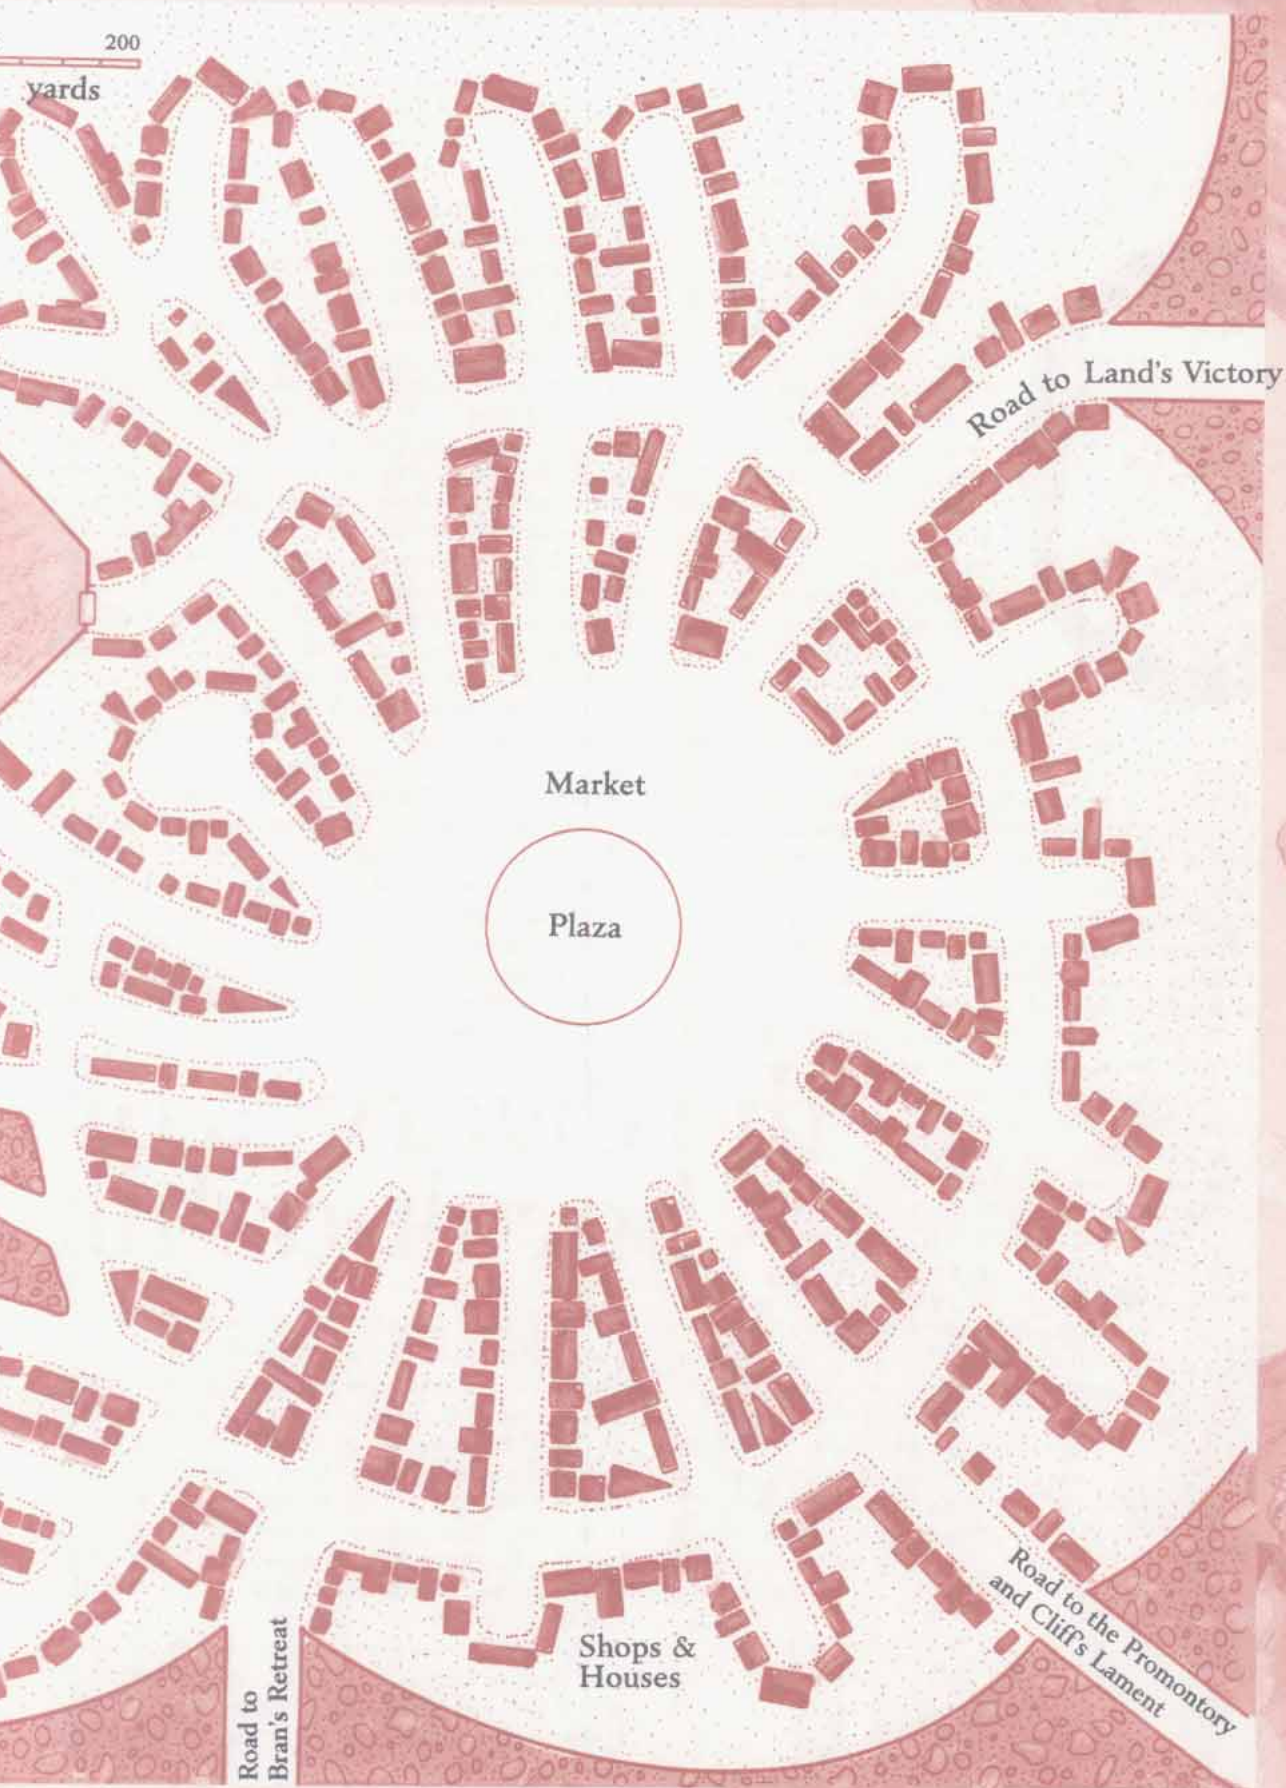 200
yards
Road to Land's Victory
Market
Plaza
Shops &
Houses
Road to
Bran's Retreat
Road to the Promontory
and Cliff's Lament